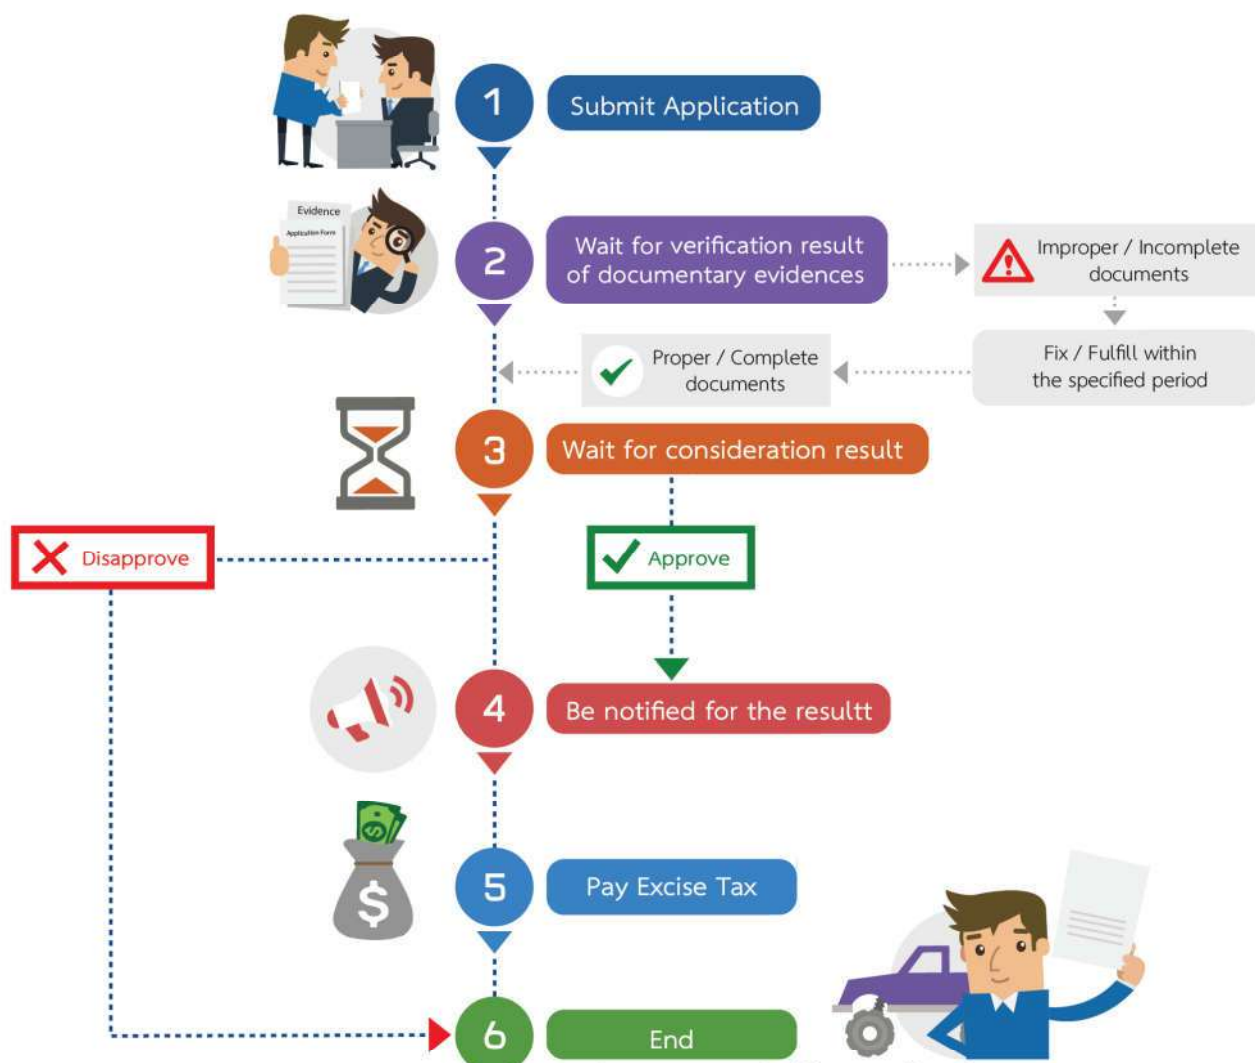 1
Submit Application
Evidence
Application Form
2
Wait for verification result
of documentary evidences
Improper / Incomplete
documents
Fix / Fulfill within
the specified period
Proper / Complete
documents
3
Wait for consideration result
Disapprove
Approve
4
Be notified for the resultt
5
Pay Excise Tax
$
$
6
End